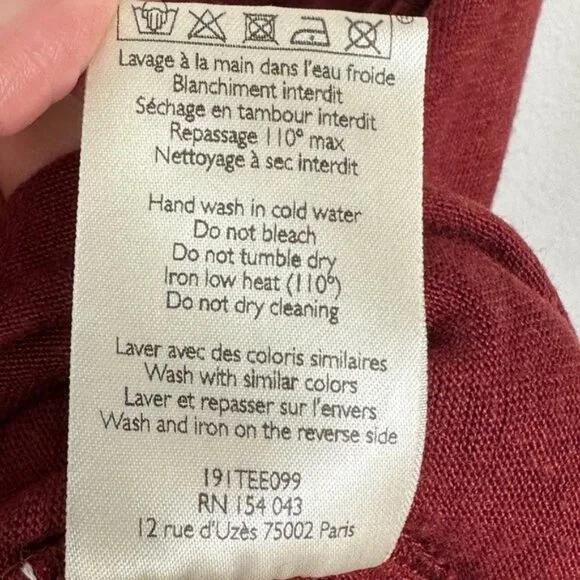 Lavage à la main dans l'eau froide
Blanchiment interdit
Séchage en tambour interdit
Repassage 110° max
Nettoyage à sec interdit
Hand wash in cold water
Do not bleach
Do not tumble dry
Iron low heat (110°)
Do not dry cleaning
Laver avec des coloris similaires
Wash with similar colors
Laver et repasser sur l'envers
Wash and iron on the reverse side
191TEE099
RN 154 043
12 rue d'Uzès 75002 Paris